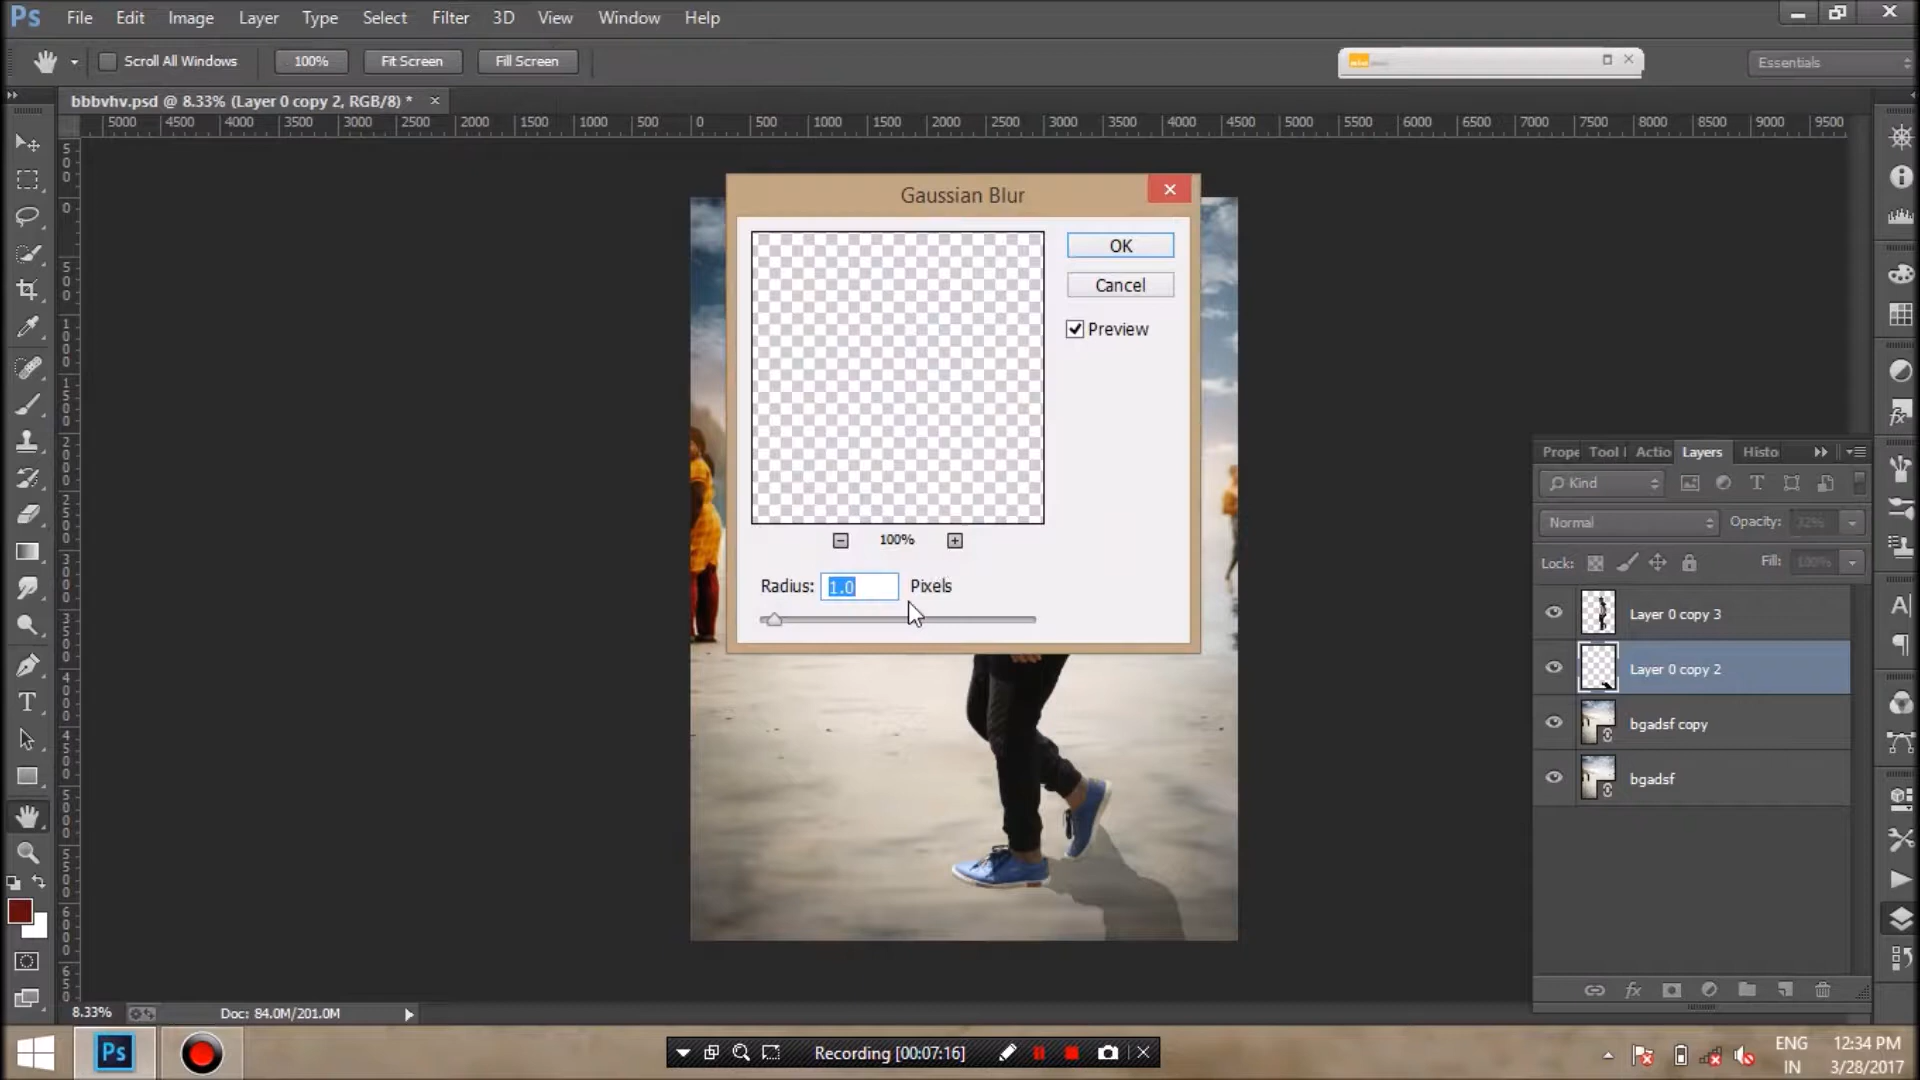 Ps File Edit Image Layer Type Select Filter 3D View Window Help
Scroll All Windows 100% Fit Screen Fill Screen Essentials
bbbvhv.psd @ 8.33% (Layer 0 copy 2, RGB/8) *
5000 4500 4000 3500 3000 2500 2000 1500 1000 500 0 500 1000 1500 2000 2500 3000 3500 4000 4500 5000 5500 6000 6500 7000 7500 8000 8500 9000 9500
Gaussian Blur
OK
Cancel
Preview
100%
Radius: 1.0 Pixels
Prope Tool Actio Layers Histo
Kind
Normal Opacity: 32%
Lock: Fill: 100%
Layer 0 copy 3
Layer 0 copy 2
bgadsf copy
bgadsf
8.33% Doc: 84.0M/201.0M
Ps
Recording [00:07:16]
ENG 12:34 PM
IN 3/28/2017